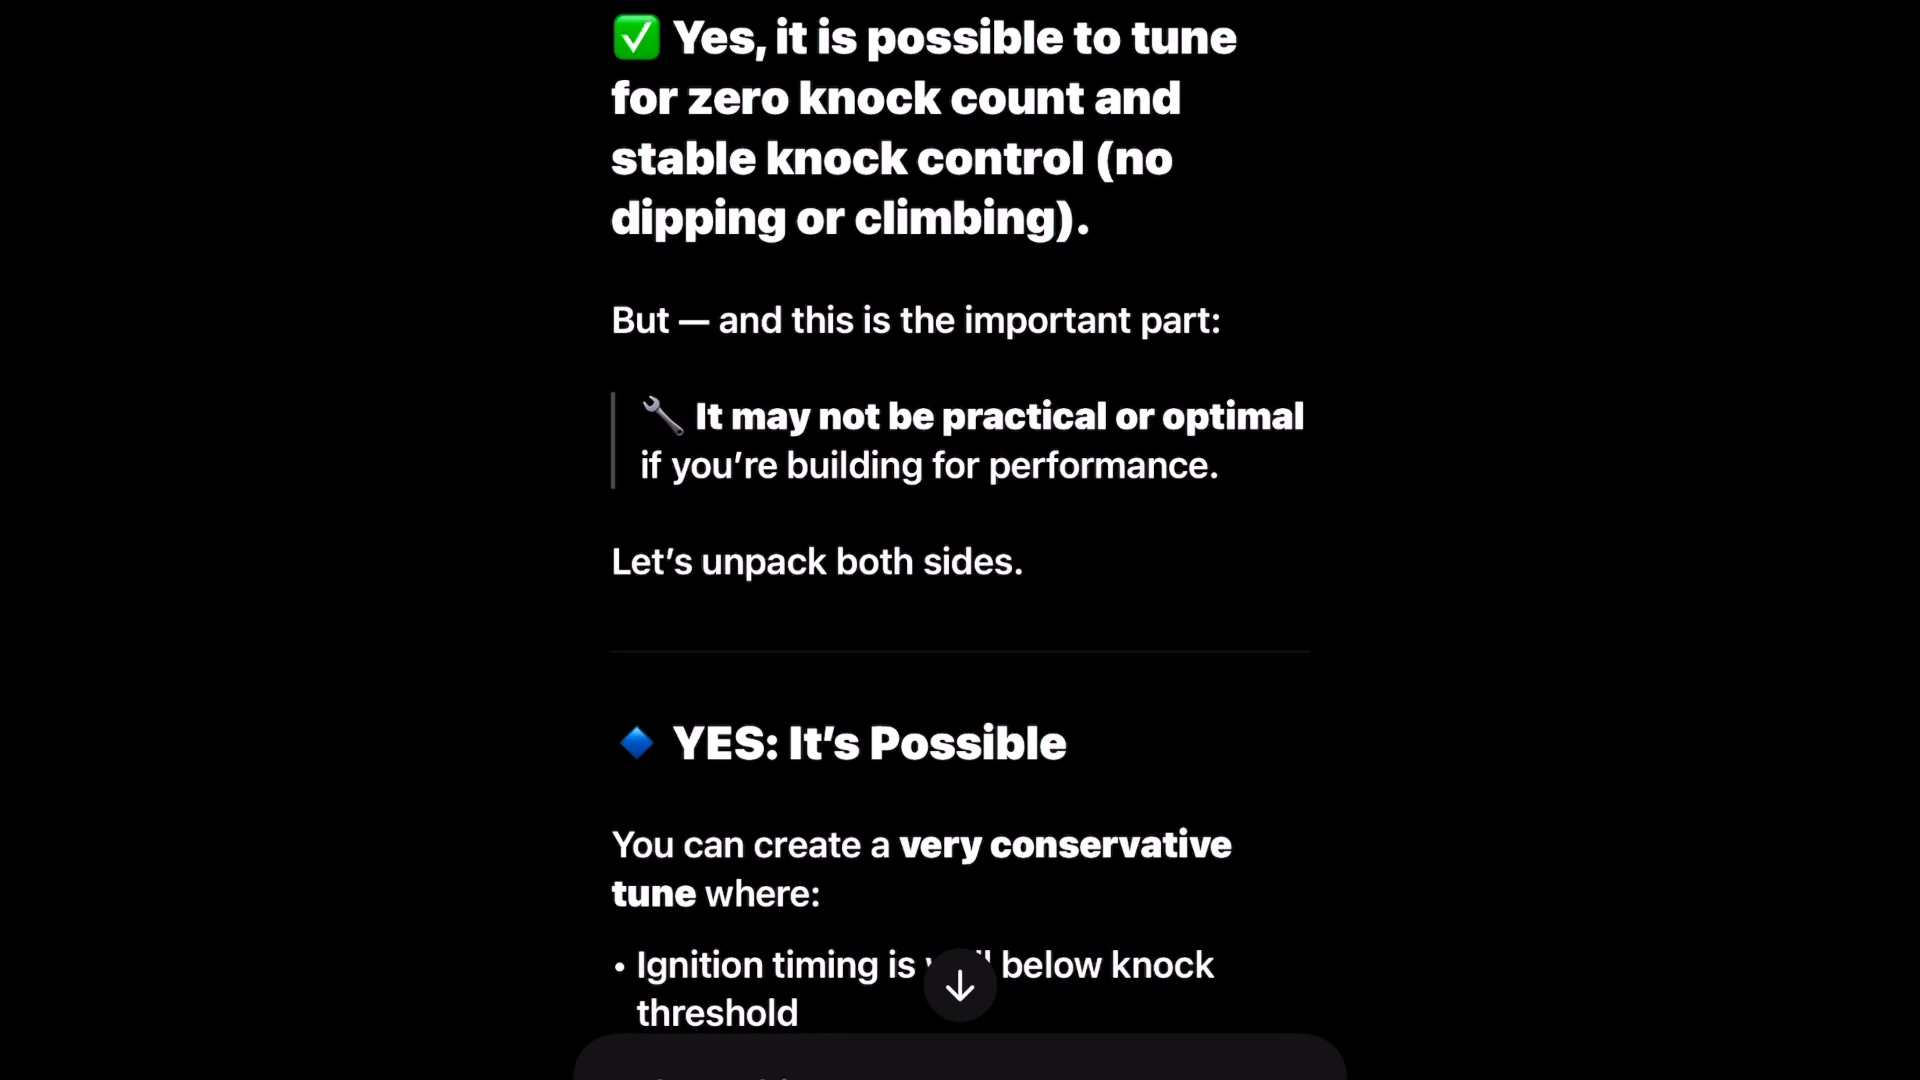 ✅ Yes, it is possible to tune
for zero knock count and
stable knock control (no
dipping or climbing).
But — and this is the important part:
🔧 It may not be practical or optimal
if you’re building for performance.
Let’s unpack both sides.
🔹 YES: It’s Possible
You can create a very conservative
tune where:
• Ignition timing is below knock
threshold